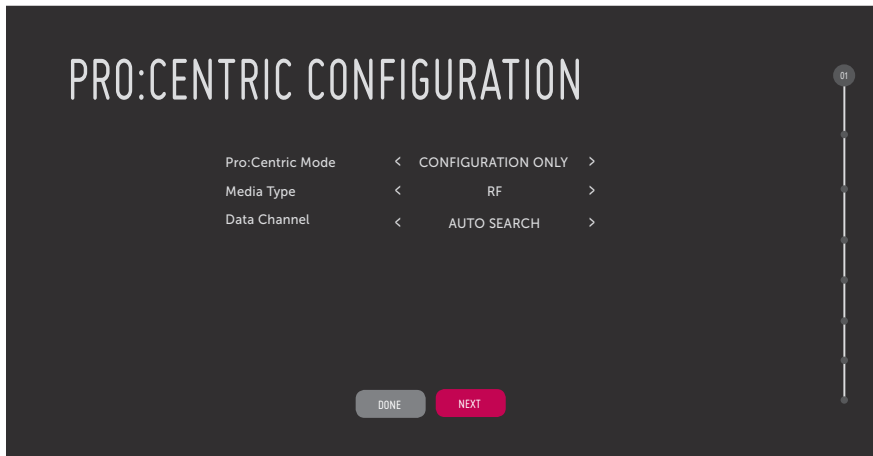 PRO:CENTRIC CONFIGURATION
01
Pro:Centric Mode < CONFIGURATION ONLY >
Media Type < RF >
Data Channel < AUTO SEARCH >
DONE NEXT